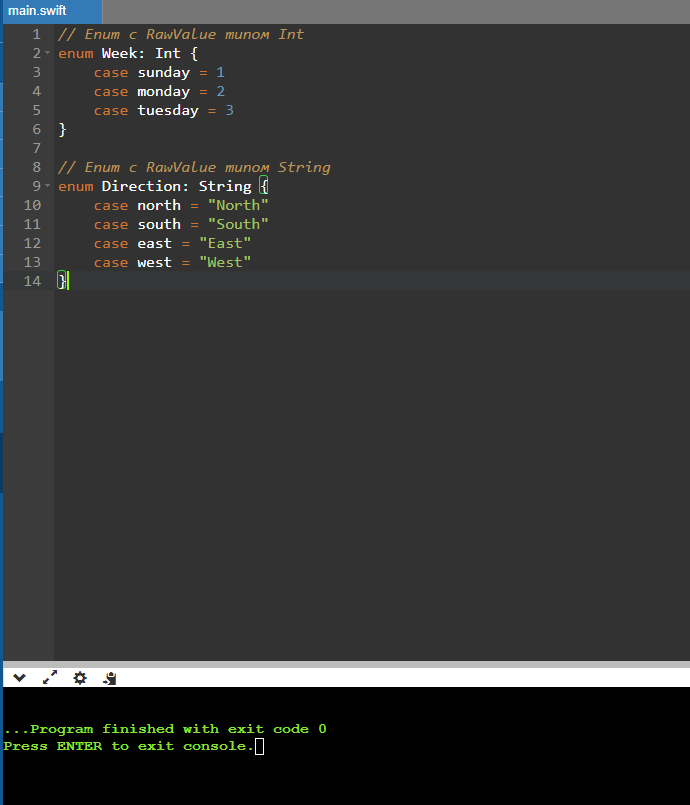 main.swift
1 // Enum с RawValue типом Int
2 enum Week: Int {
3     case sunday = 1
4     case monday = 2
5     case tuesday = 3
6 }
7
8 // Enum с RawValue типом String
9 enum Direction: String {
10     case north = "North"
11     case south = "South"
12     case east = "East"
13     case west = "West"
14 }
...Program finished with exit code 0
Press ENTER to exit console.